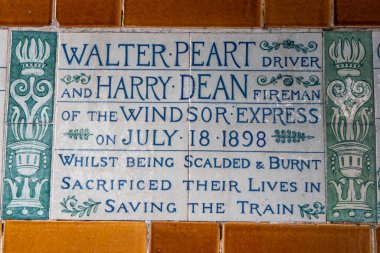 WALTER·PEART DRIVER
AND HARRY·DEAN FIREMAN
OF THE WINDSOR EXPRESS
ON JULY·18·1898
WHILST BEING SCALDED & BURNT
SACRIFICED THEIR LIVES IN
SAVING THE TRAIN